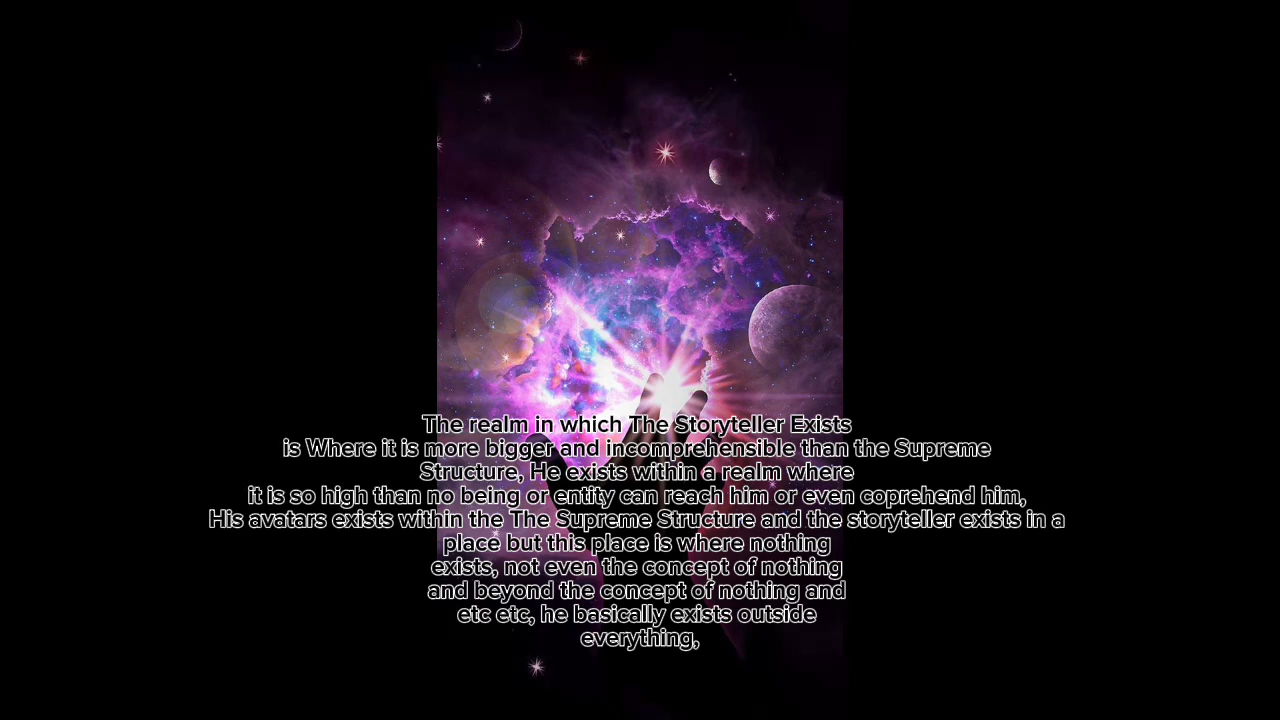 The realm in which The Storyteller Exists
is Where it is more bigger and incomprehensible than the Supreme
Structure, He exists within a realm where
it is so high than no being or entity can reach him or even coprehend him,
His avatars exists within the The Supreme Structure and the storyteller exists in a
place but this place is where nothing
exists, not even the concept of nothing
and beyond the concept of nothing and
etc etc, he basically exists outside
everything,